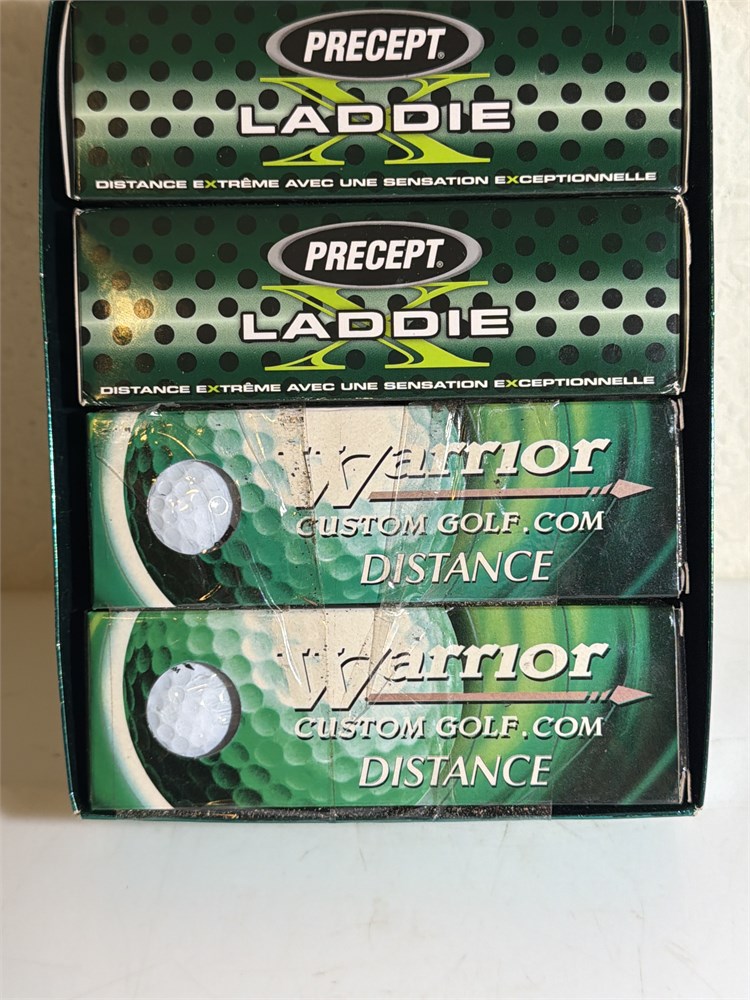 PRECEPT
LADDIE X
DISTANCE EXTRÊME AVEC UNE SENSATION EXCEPTIONNELLE
PRECEPT
LADDIE X
DISTANCE EXTRÊME AVEC UNE SENSATION EXCEPTIONNELLE
Warrior
CUSTOM GOLF.COM
DISTANCE
Warrior
CUSTOM GOLF.COM
DISTANCE